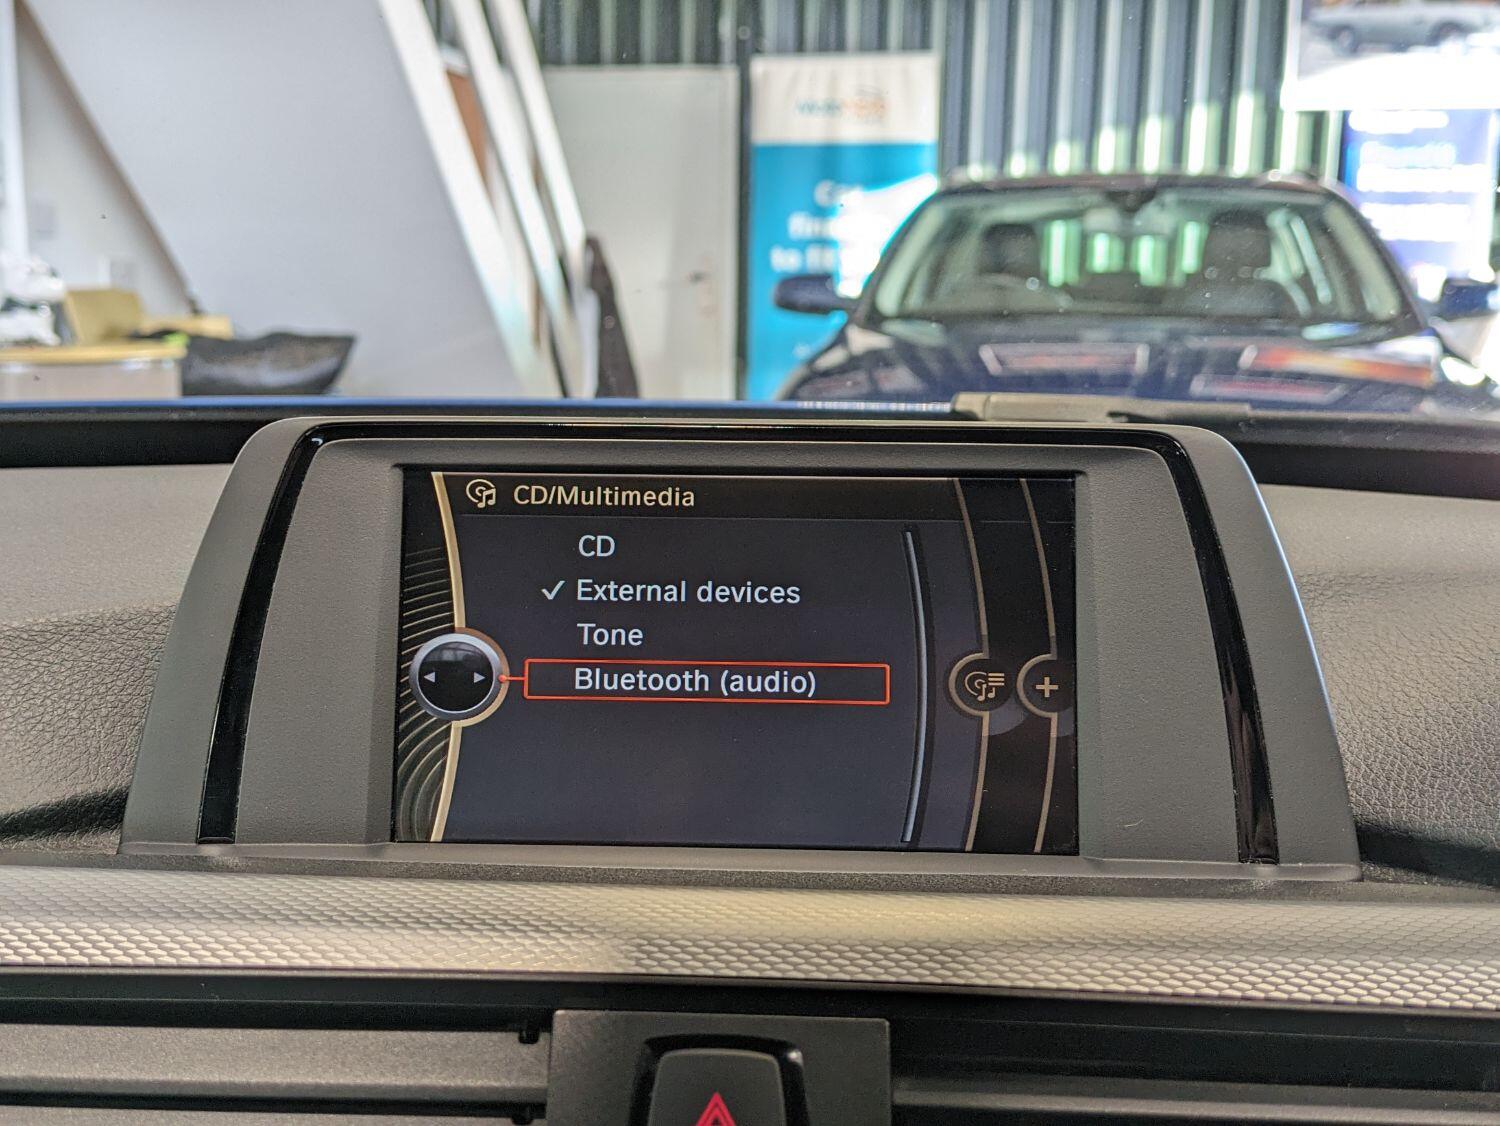 CD/Multimedia
CD
✓ External devices
Tone
Bluetooth (audio)